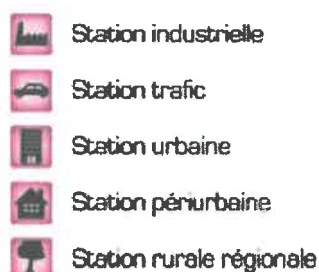 Station industrielle
Station trafic
Station urbaine
Station périurbaine
Station rurale régionale